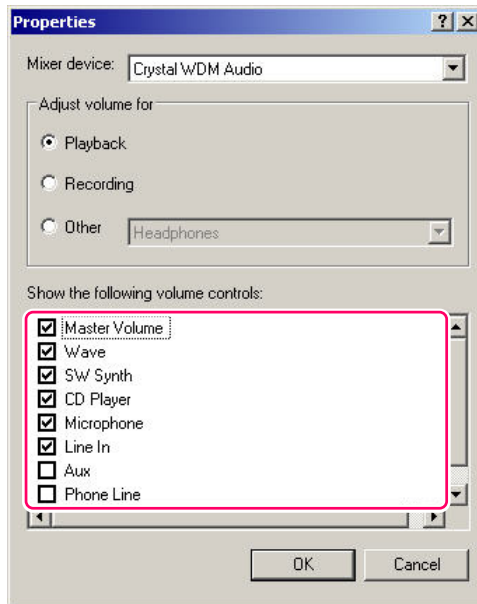 Properties
Mixer device: Crystal WDM Audio
Adjust volume for
Playback
Recording
Other Headphones
Show the following volume controls:
Master Volume
Wave
SW Synth
CD Player
Microphone
Line In
Aux
Phone Line
OK Cancel